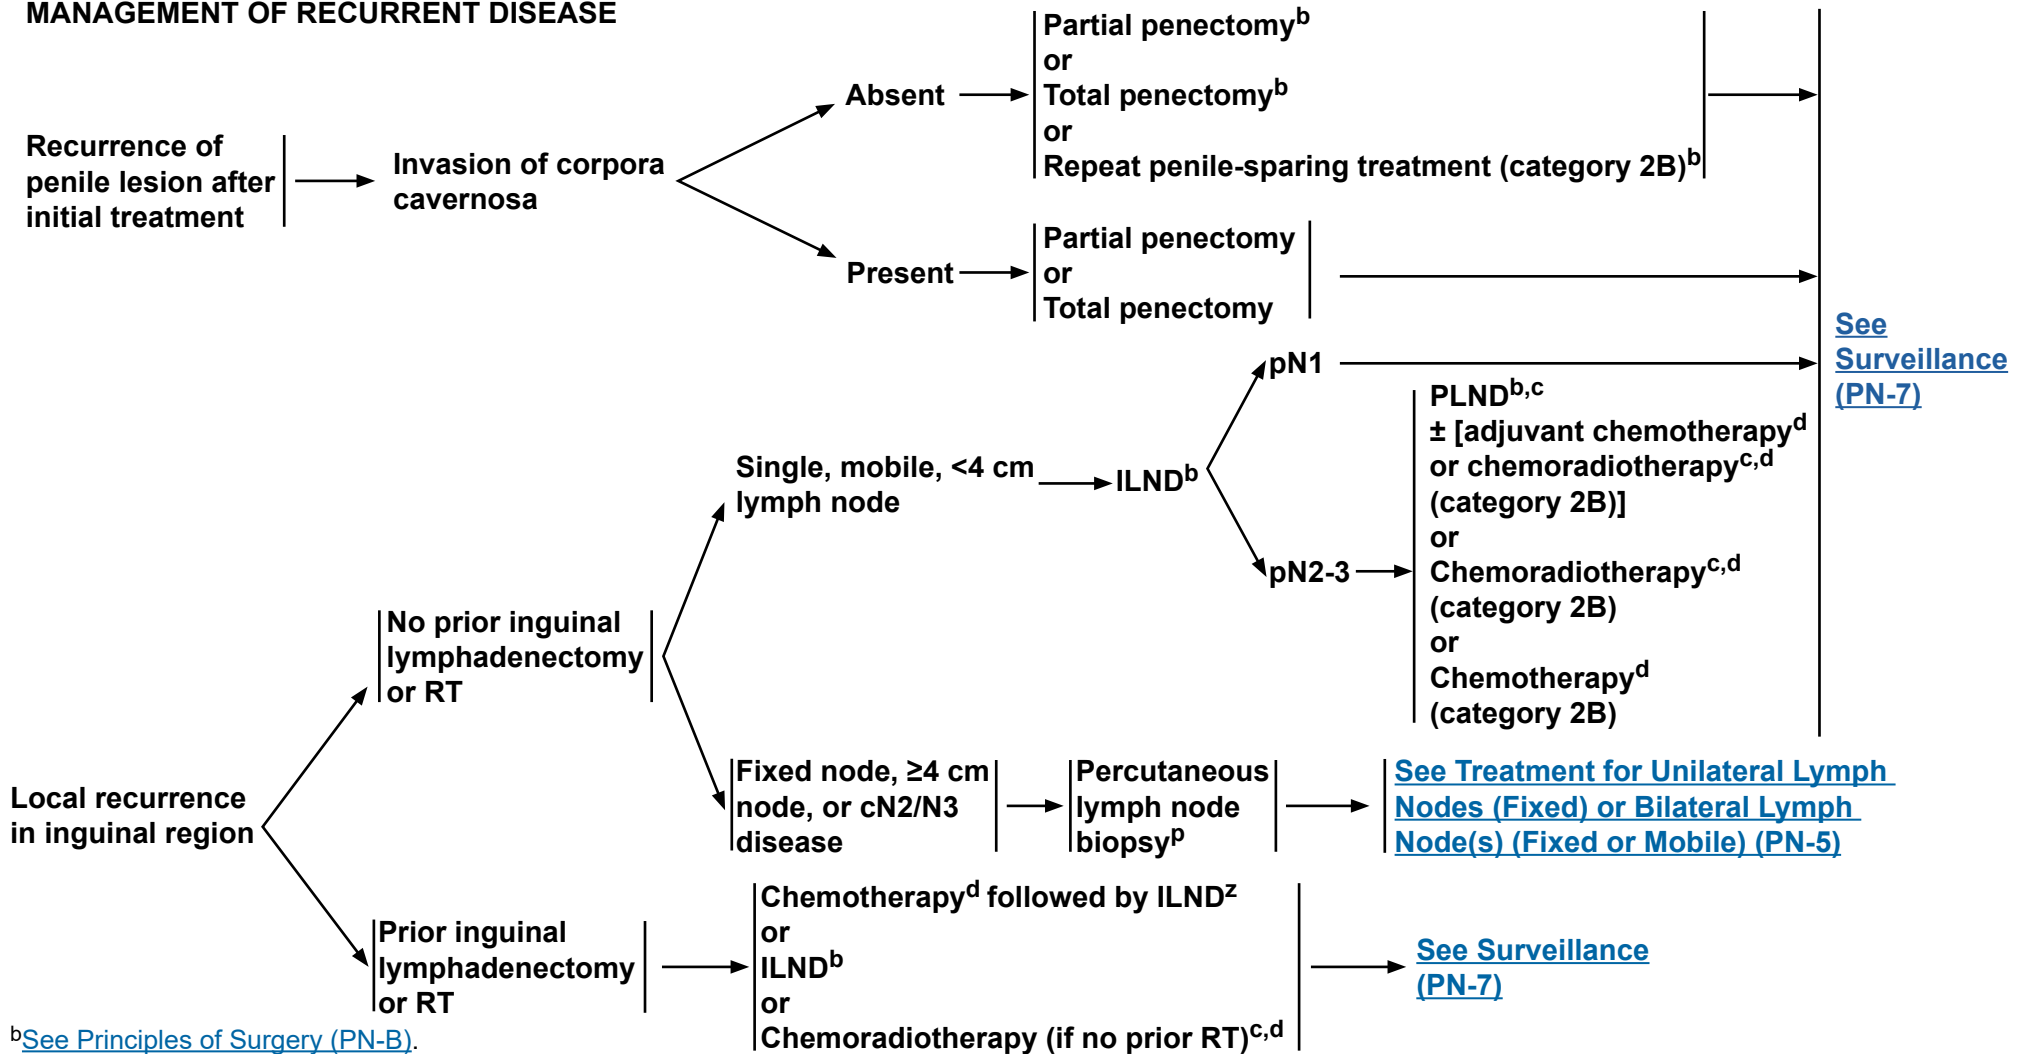 MANAGEMENT OF RECURRENT DISEASE
Recurrence of
penile lesion after
initial treatment
Invasion of corpora
cavernosa
Absent
Partial penectomyᵇ
or
Total penectomyᵇ
or
Repeat penile-sparing treatment (category 2B)ᵇ
Present
Partial penectomy
or
Total penectomy
See
Surveillance
(PN-7)
Local recurrence
in inguinal region
No prior inguinal
lymphadenectomy
or RT
Single, mobile, <4 cm
lymph node
ILNDᵇ
pN1
pN2-3
PLNDᵇ,ᶜ
± [adjuvant chemotherapyᵈ
or chemoradiotherapyᶜ,ᵈ
(category 2B)]
or
Chemoradiotherapyᶜ,ᵈ
(category 2B)
or
Chemotherapyᵈ
(category 2B)
Fixed node, ≥4 cm
node, or cN2/N3
disease
Percutaneous
lymph node
biopsyᵖ
See Treatment for Unilateral Lymph
Nodes (Fixed) or Bilateral Lymph
Node(s) (Fixed or Mobile) (PN-5)
Prior inguinal
lymphadenectomy
or RT
Chemotherapyᵈ followed by ILNDᶻ
or
ILNDᵇ
or
Chemoradiotherapy (if no prior RT)ᶜ,ᵈ
See Surveillance
(PN-7)
ᵇSee Principles of Surgery (PN-B).